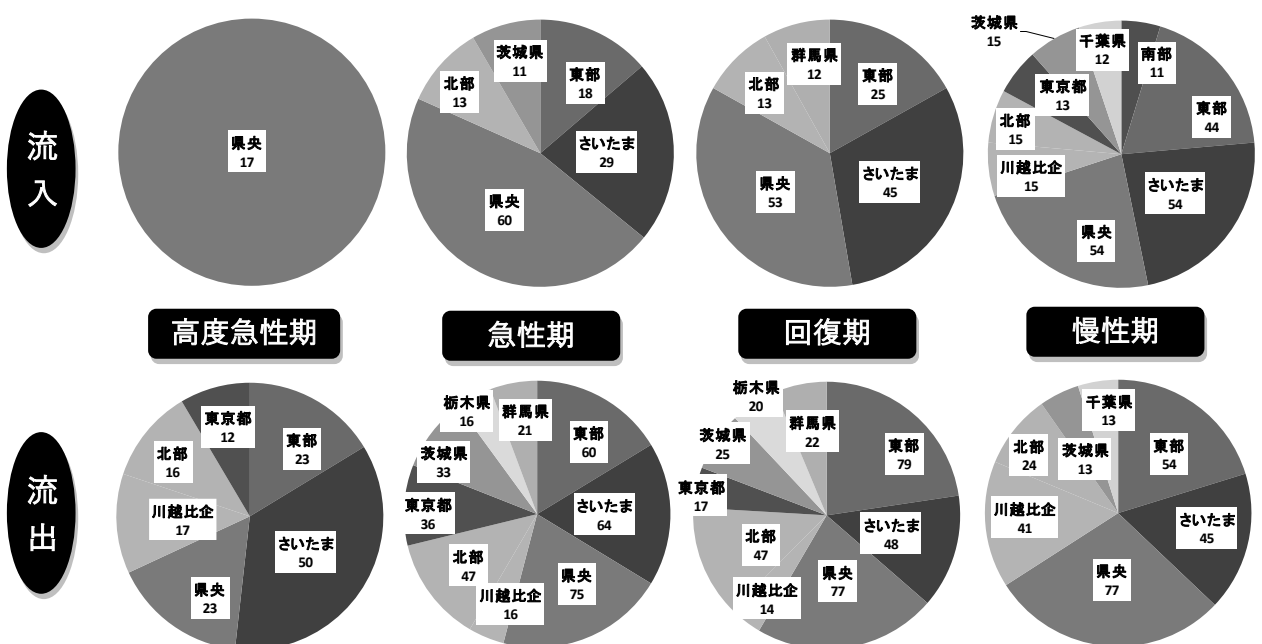 流入
県央
17
茨城県
11
東部
18
北部
13
さいたま
29
県央
60
群馬県
12
東部
25
北部
13
さいたま
45
県央
53
茨城県
15
千葉県
12
南部
11
東京都
13
東部
44
北部
15
川越比企
15
さいたま
54
県央
54
高度急性期
急性期
回復期
慢性期
流出
東京都
12
東部
23
北部
16
川越比企
17
さいたま
50
県央
23
栃木県
16
群馬県
21
東部
60
茨城県
33
東京都
36
さいたま
64
北部
47
川越比企
16
県央
75
栃木県
20
群馬県
22
茨城県
25
東部
79
東京都
17
さいたま
48
北部
47
川越比企
14
県央
77
千葉県
13
北部
24
茨城県
13
東部
54
川越比企
41
さいたま
45
県央
77